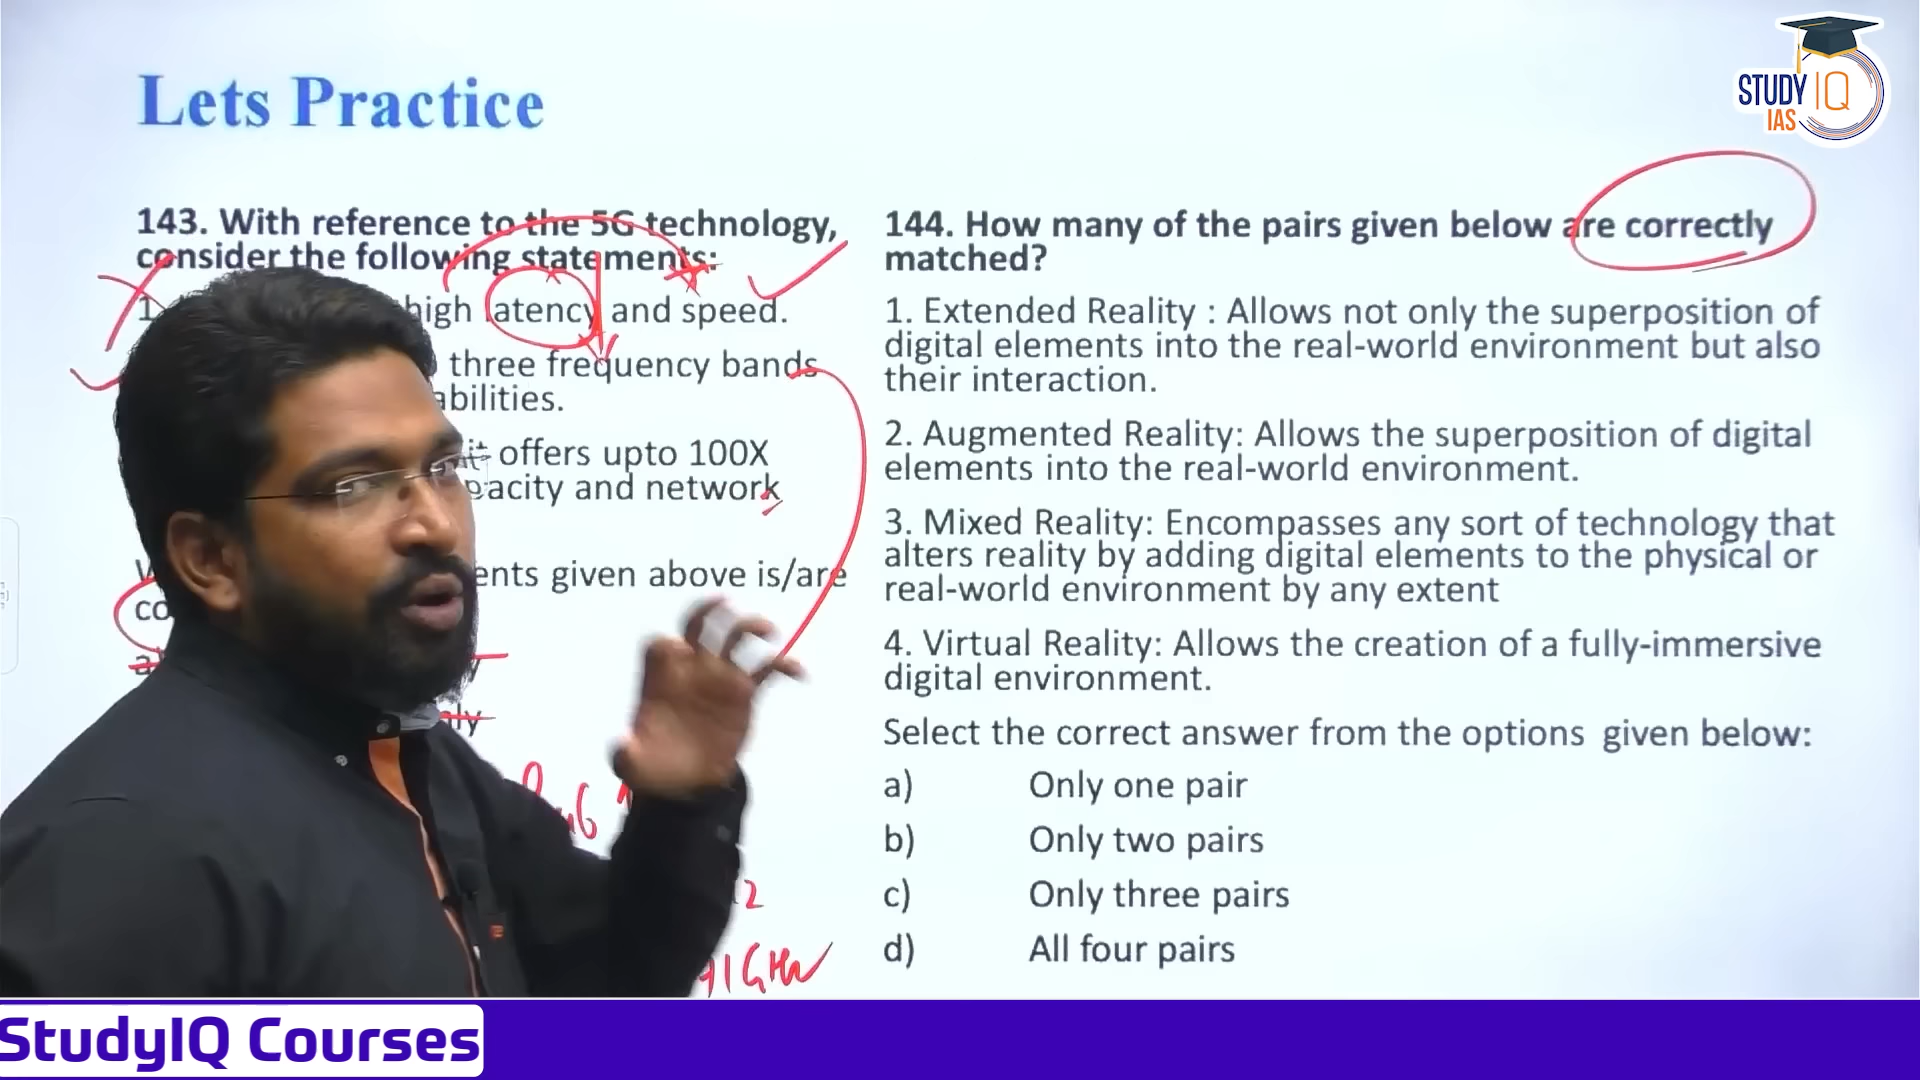 Lets Practice
STUDY IQ
IAS
143. With reference to the 5G technology,
consider the following statements:
1. high latency and speed.
three frequency bands
abilities.
it offers upto 100X
pacity and network
ents given above is/are
co
144. How many of the pairs given below are correctly
matched?
1. Extended Reality : Allows not only the superposition of
digital elements into the real-world environment but also
their interaction.
2. Augmented Reality: Allows the superposition of digital
elements into the real-world environment.
3. Mixed Reality: Encompasses any sort of technology that
alters reality by adding digital elements to the physical or
real-world environment by any extent
4. Virtual Reality: Allows the creation of a fully-immersive
digital environment.
Select the correct answer from the options given below:
a) Only one pair
b) Only two pairs
c) Only three pairs
d) All four pairs
StudyIQ Courses